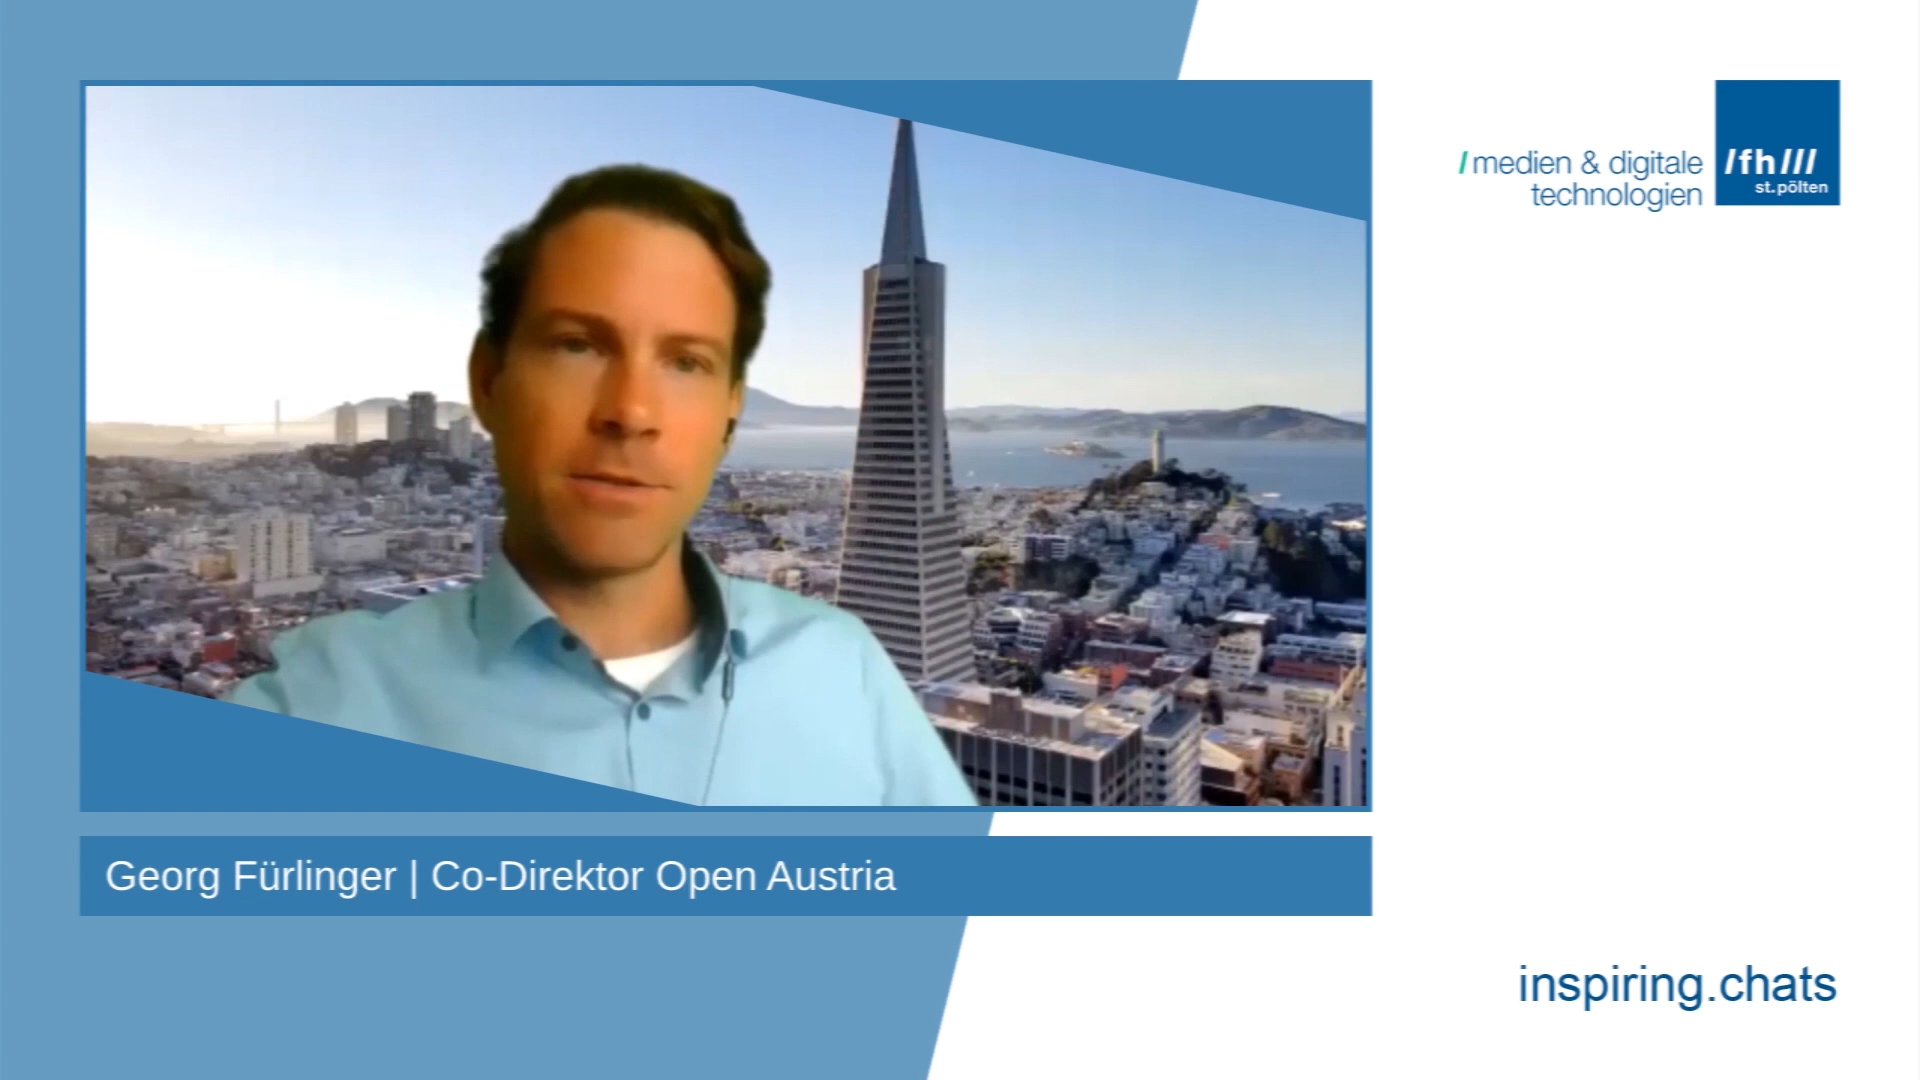 /medien & digitale
technologien
/fh///
st.pölten
Georg Fürlinger | Co-Direktor Open Austria
inspiring.chats